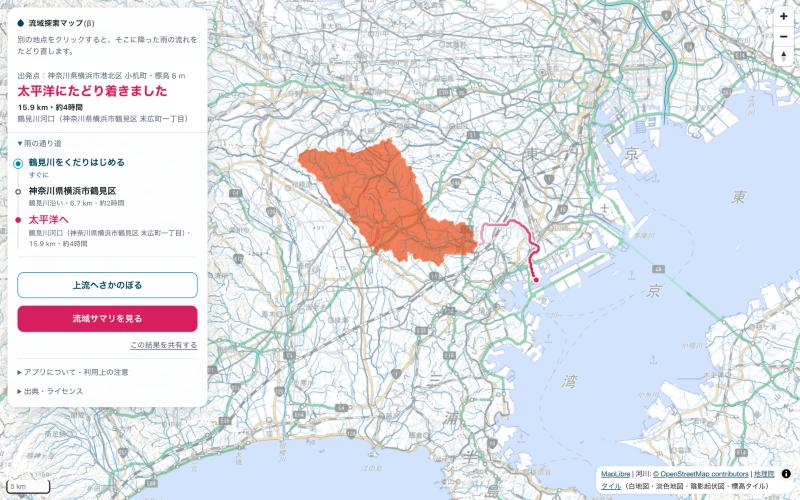 流域探索マップ(β)
別の地点をクリックすると、そこに降った雨の流れを
たどり直します。
出発点：神奈川県横浜市港北区 小机町・標高 6 m
太平洋にたどり着きました
15.9 km・約4時間
鶴見川河口（神奈川県横浜市鶴見区 末広町一丁目）
▼雨の通り道
鶴見川をくだりはじめる
すぐに
神奈川県横浜市鶴見区
鶴見川沿い・6.7 km・約2時間
太平洋へ
鶴見川河口（神奈川県横浜市鶴見区 末広町一丁目）・
15.9 km・約4時間
上流へさかのぼる
流域サマリを見る
この結果を共有する
▶アプリについて・利用上の注意
▶出典・ライセンス
東
京
東
京
湾
三
浦
5 km
MapLibre | 河川: © OpenStreetMap contributors | 地理院
タイル（白地図・淡色地図・陰影起伏図・標高タイル）